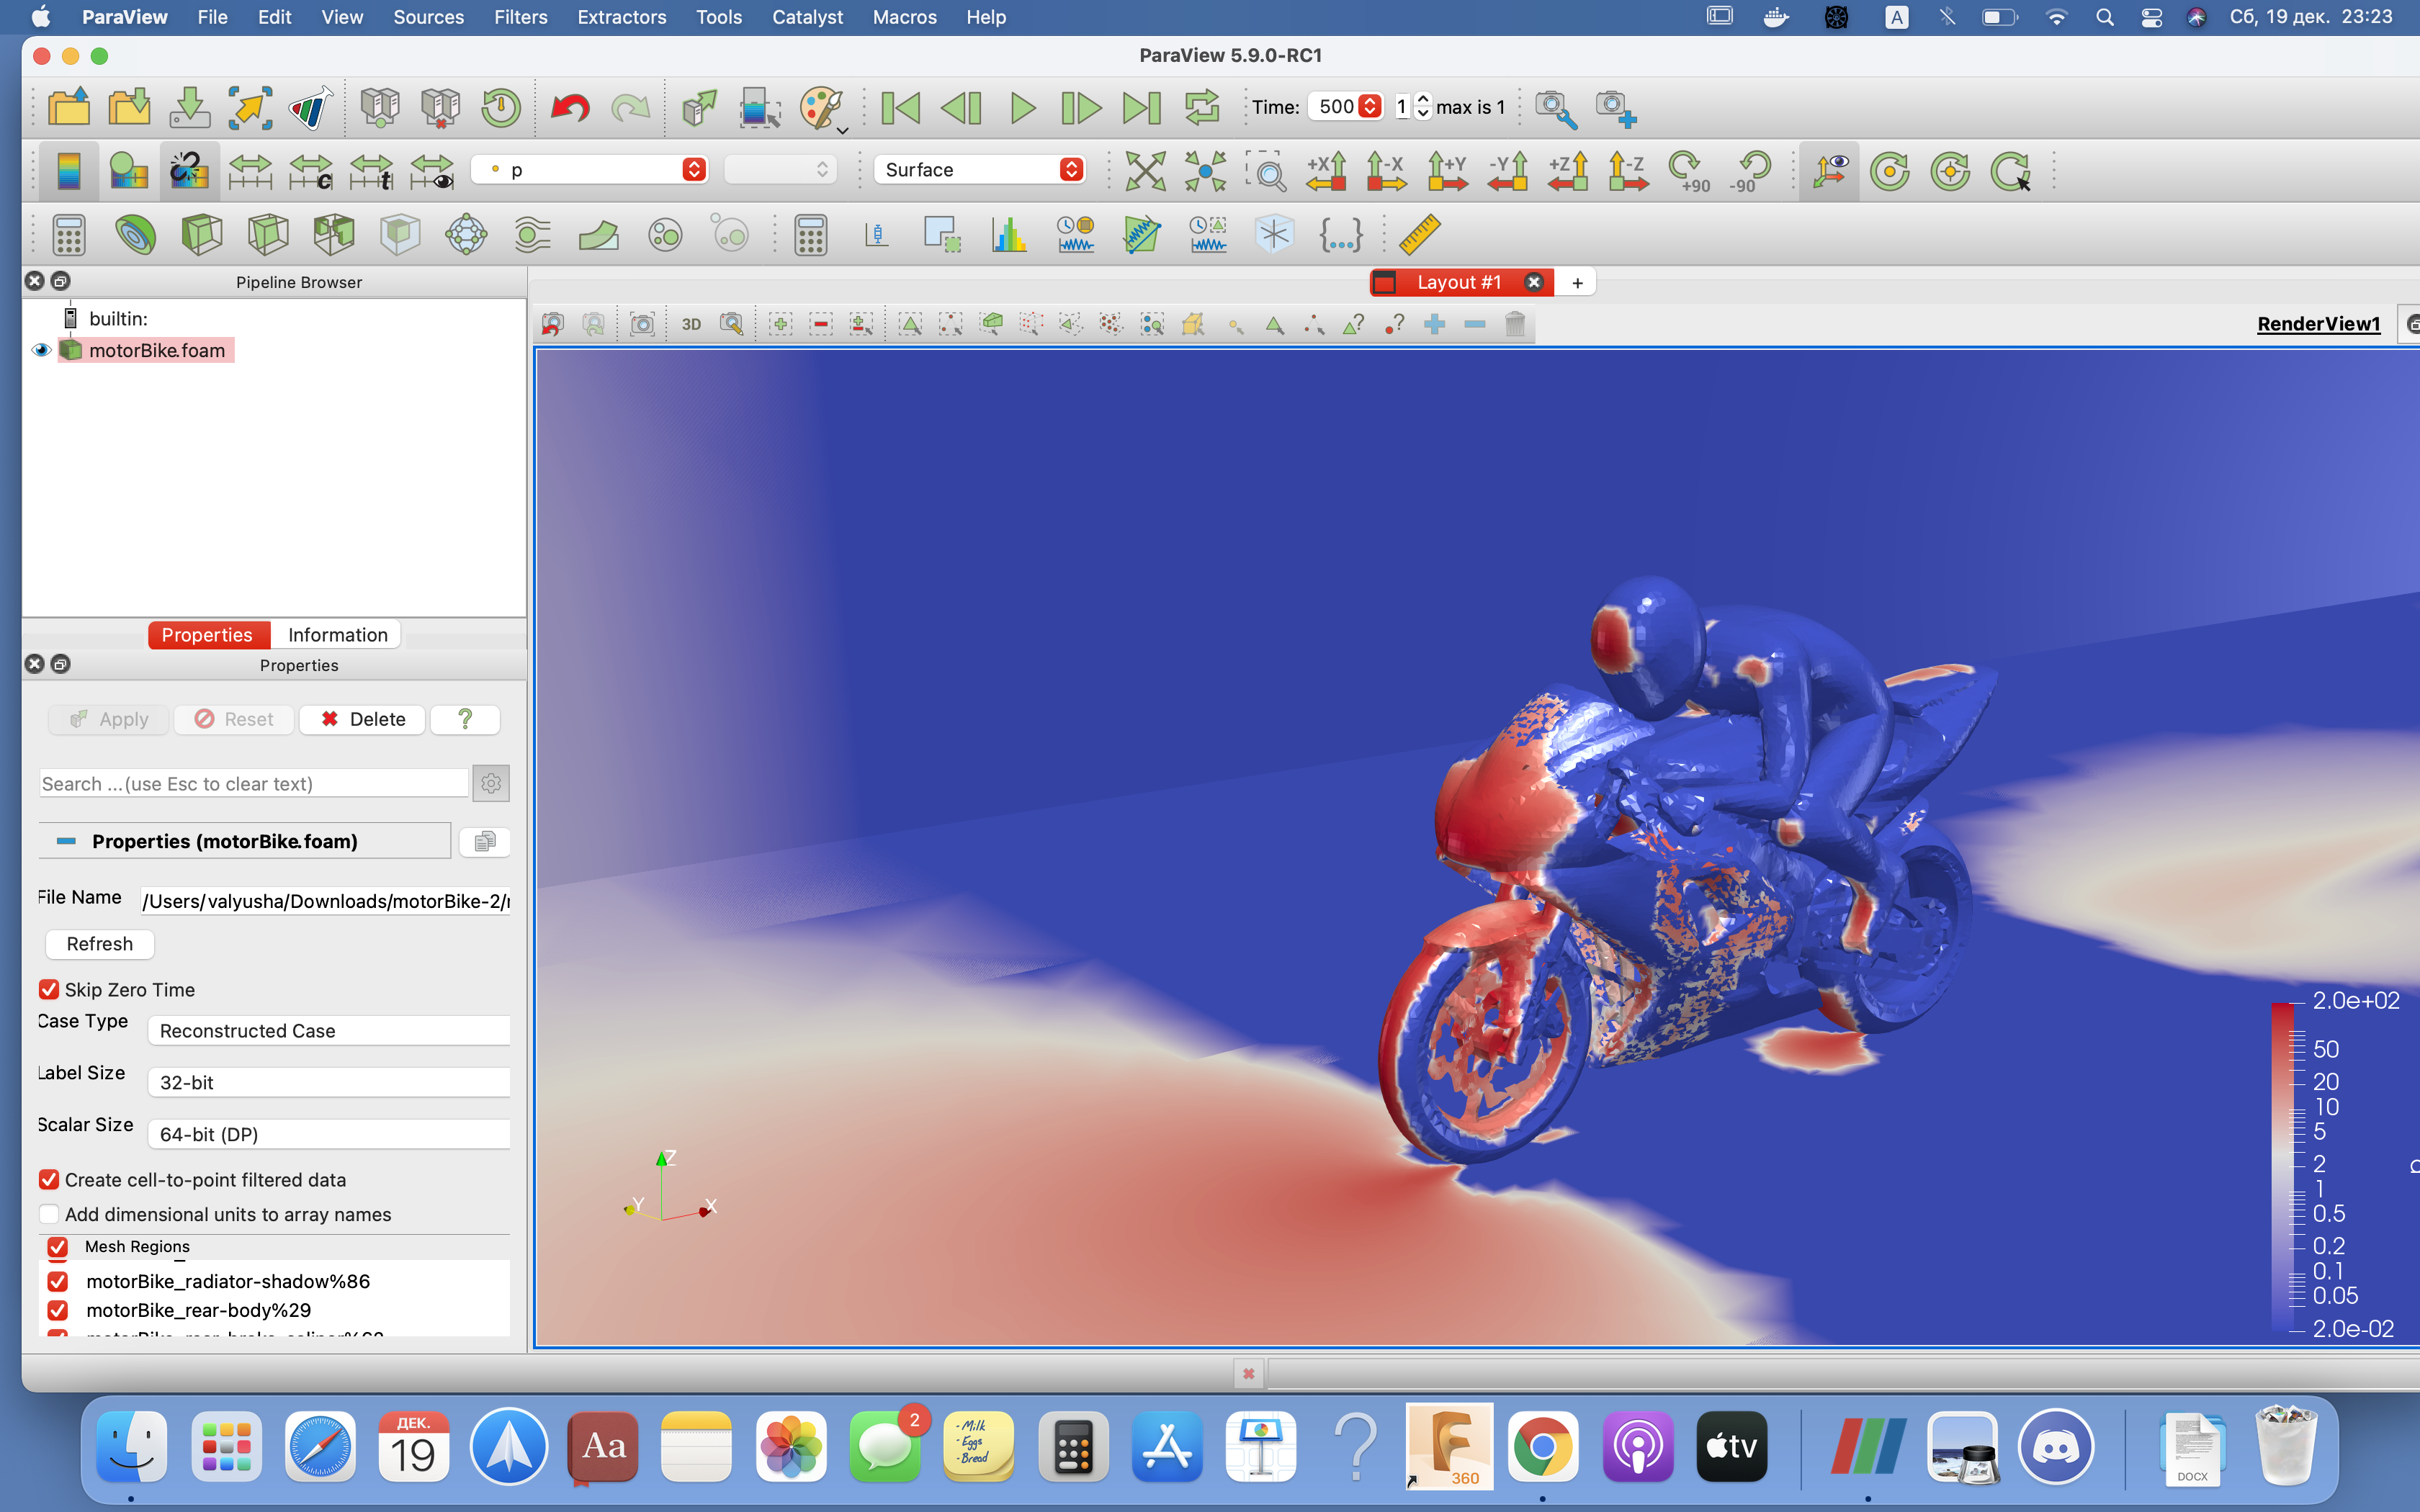 ParaView File Edit View Sources Filters Extractors Tools Catalyst Macros Help A Сб, 19 дек. 23:23
ParaView 5.9.0-RC1
Time: 500 1 max is 1
p Surface +X -X +Y -Y +Z -Z +90 -90
Pipeline Browser
Layout #1 +
builtin:
3D
RenderView1
motorBike.foam
Properties Information
Properties
Apply Reset Delete ?
Search ...(use Esc to clear text)
Properties (motorBike.foam)
File Name /Users/valyusha/Downloads/motorBike-2/
Refresh
Skip Zero Time
Case Type Reconstructed Case
Label Size 32-bit
Scalar Size 64-bit (DP)
Create cell-to-point filtered data
Add dimensional units to array names
Mesh Regions
motorBike_radiator-shadow%86
motorBike_rear-body%29
Z
Y X
2.0e+02
50
20
10
5
2
1
0.5
0.2
0.1
0.05
2.0e-02
ДЕК.
19
Aa
2
Milk
Eggs
Bread
?
360
tv
DOCX